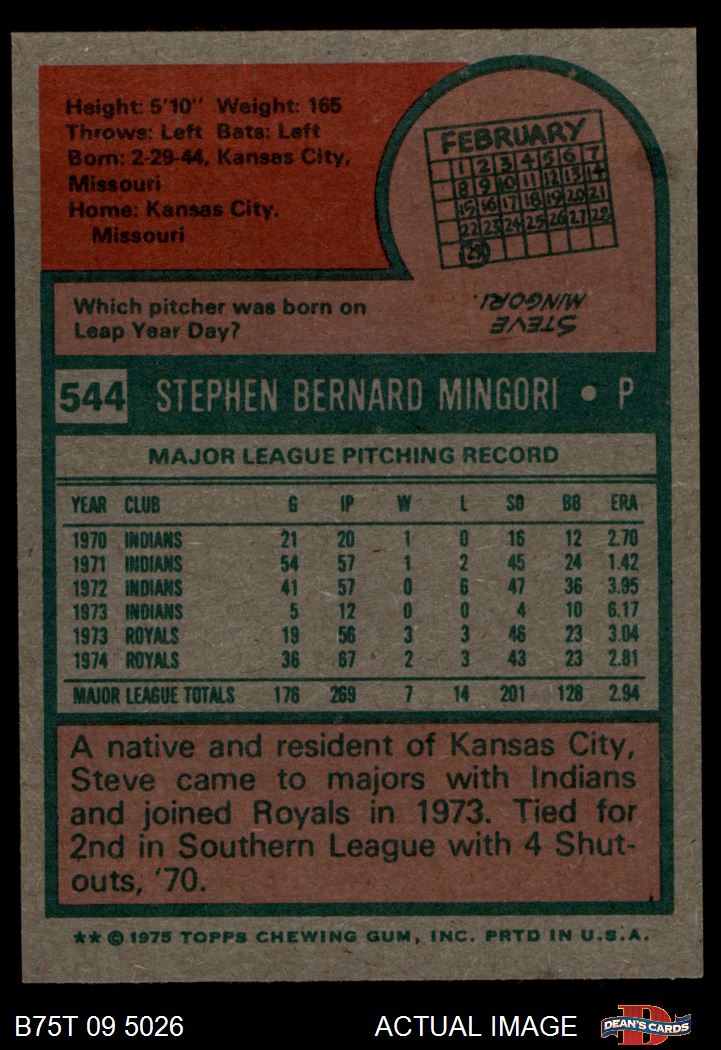 Height: 5'10" Weight: 165
Throws: Left Bats: Left
Born: 2-29-44, Kansas City,
Missouri
Home: Kansas City,
Missouri
FEBRUARY
1 2 3 4 5 6 7
8 9 10 11 12 13 14
15 16 17 18 19 20 21
22 23 24 25 26 27 28
29
Which pitcher was born on
Leap Year Day?
STEVE
MINGORI.
544 STEPHEN BERNARD MINGORI • P
MAJOR LEAGUE PITCHING RECORD
YEAR CLUB G IP W L SO BB ERA
1970 INDIANS 21 20 1 0 16 12 2.70
1971 INDIANS 54 57 1 2 45 24 1.42
1972 INDIANS 41 57 0 6 47 36 3.95
1973 INDIANS 5 12 0 0 4 10 6.17
1973 ROYALS 19 56 3 3 46 23 3.04
1974 ROYALS 36 67 2 3 43 23 2.81
MAJOR LEAGUE TOTALS 176 269 7 14 201 128 2.94
A native and resident of Kansas City,
Steve came to majors with Indians
and joined Royals in 1973. Tied for
2nd in Southern League with 4 Shut-
outs, '70.
** © 1975 TOPPS CHEWING GUM, INC. PRTD IN U.S.A.
B75T 09 5026 ACTUAL IMAGE DEAN'S CARDS